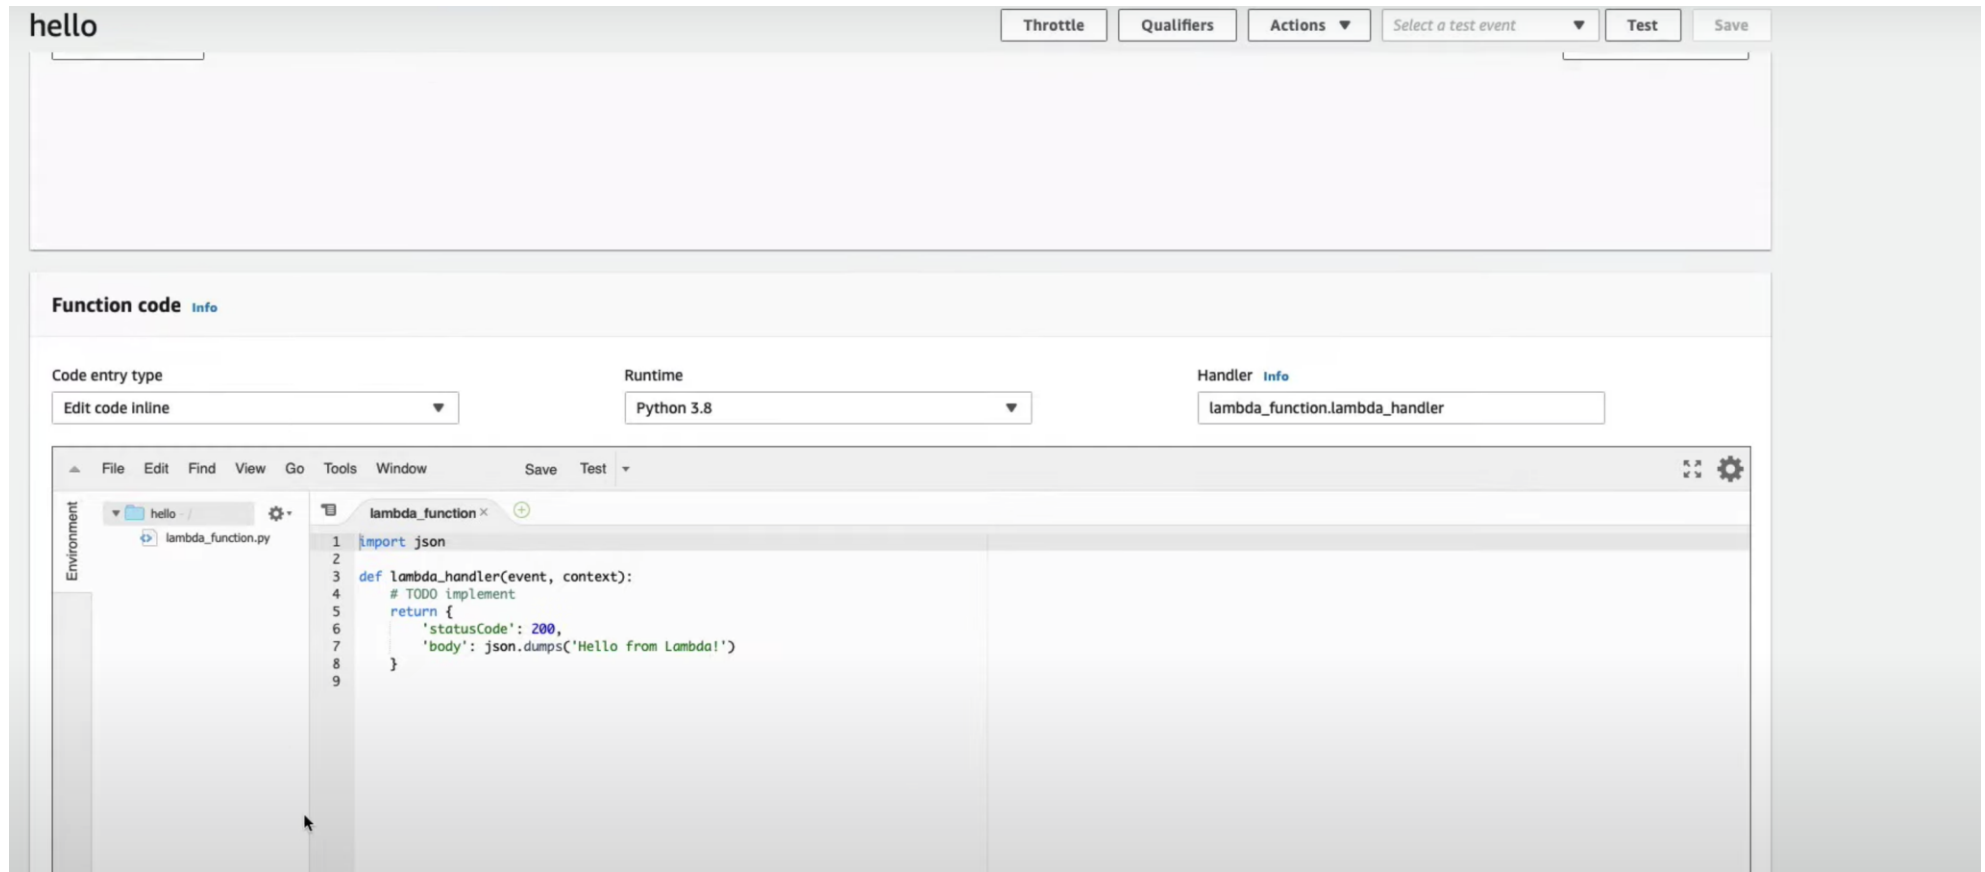 hello
Throttle Qualifiers Actions ▼ Select a test event ▼ Test Save
Function code Info
Code entry type Runtime Handler Info
Edit code inline ▼ Python 3.8 ▼ lambda_function.lambda_handler
File Edit Find View Go Tools Window Save Test
Environment
hello /
lambda_function.py
lambda_function ×
1 import json
2
3 def lambda_handler(event, context):
4     # TODO implement
5     return {
6         'statusCode': 200,
7         'body': json.dumps('Hello from Lambda!')
8     }
9